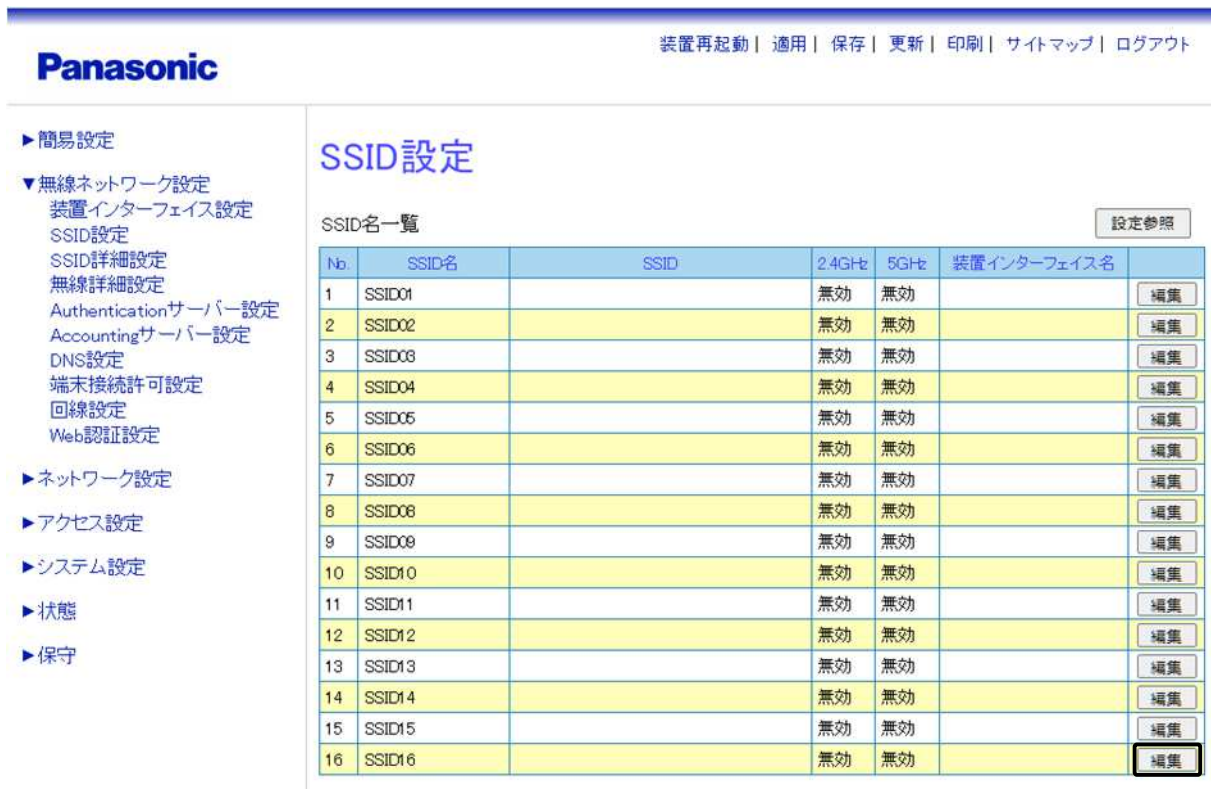 装置再起動 | 適用 | 保存 | 更新 | 印刷 | サイトマップ | ログアウト
Panasonic
►簡易設定
▼無線ネットワーク設定
装置インターフェイス設定
SSID設定
SSID詳細設定
無線詳細設定
Authenticationサーバー設定
Accountingサーバー設定
DNS設定
端末接続許可設定
回線設定
Web認証設定
►ネットワーク設定
►アクセス設定
►システム設定
►状態
►保守
SSID設定
SSID名一覧 設定参照
No. SSID名 SSID 2.4GHz 5GHz 装置インターフェイス名
1 SSID01 無効 無効 編集
2 SSID02 無効 無効 編集
3 SSID03 無効 無効 編集
4 SSID04 無効 無効 編集
5 SSID05 無効 無効 編集
6 SSID06 無効 無効 編集
7 SSID07 無効 無効 編集
8 SSID08 無効 無効 編集
9 SSID09 無効 無効 編集
10 SSID10 無効 無効 編集
11 SSID11 無効 無効 編集
12 SSID12 無効 無効 編集
13 SSID13 無効 無効 編集
14 SSID14 無効 無効 編集
15 SSID15 無効 無効 編集
16 SSID16 無効 無効 編集